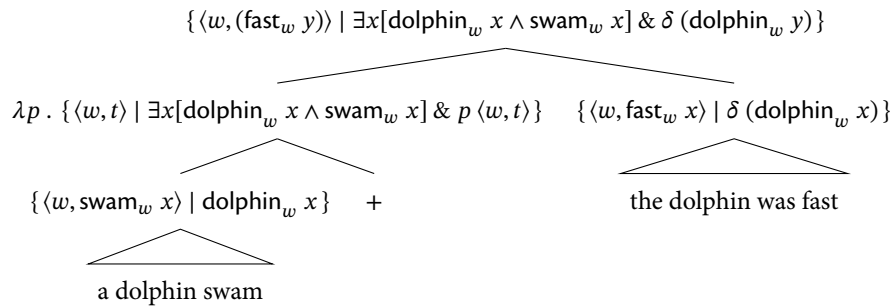 {⟨w, (fast_w y)⟩ | ∃x[dolphin_w x ∧ swam_w x] & δ (dolphin_w y)}
λp . {⟨w, t⟩ | ∃x[dolphin_w x ∧ swam_w x] & p ⟨w, t⟩} {⟨w, fast_w x⟩ | δ (dolphin_w x)}
{⟨w, swam_w x⟩ | dolphin_w x} + the dolphin was fast
a dolphin swam